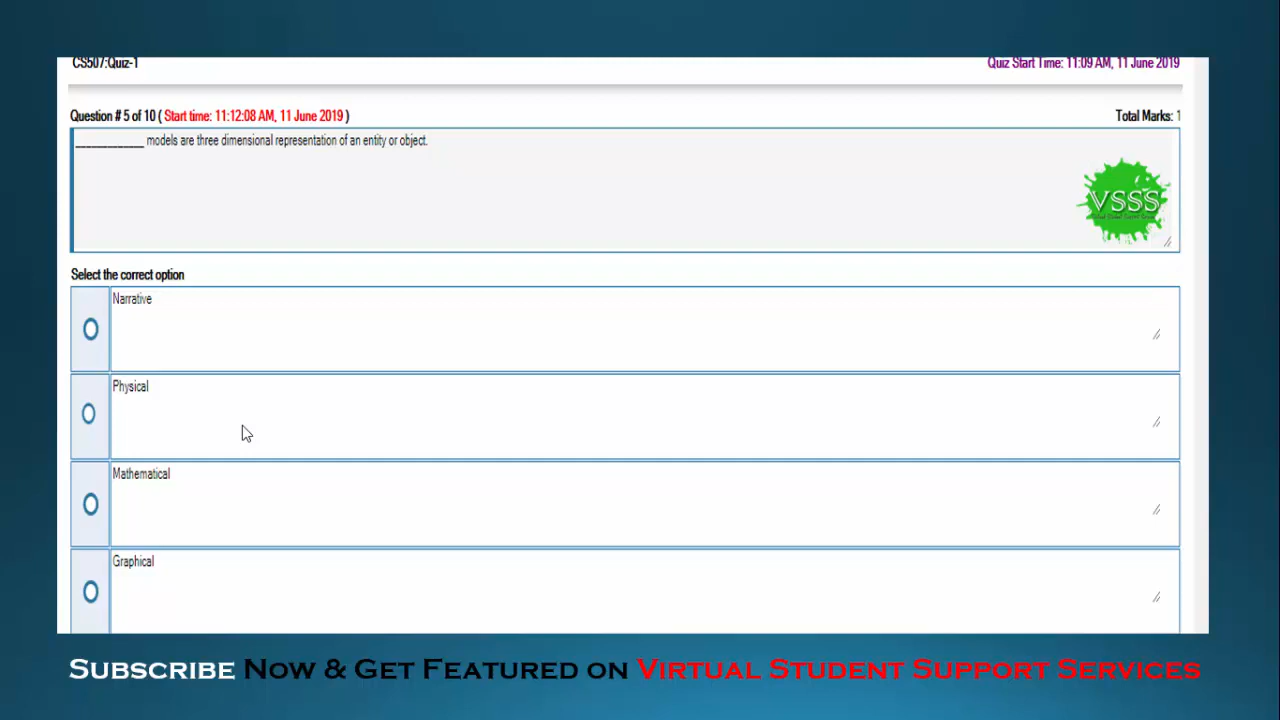 CS507:Quiz-1
Quiz Start Time: 11:09 AM, 11 June 2019
Question # 5 of 10 ( Start time: 11:12:08 AM, 11 June 2019 )
Total Marks: 1
_____________ models are three dimensional representation of an entity or object.
VSSS
Select the correct option
Narrative
Physical
Mathematical
Graphical
Subscribe Now & Get Featured on Virtual Student Support Services